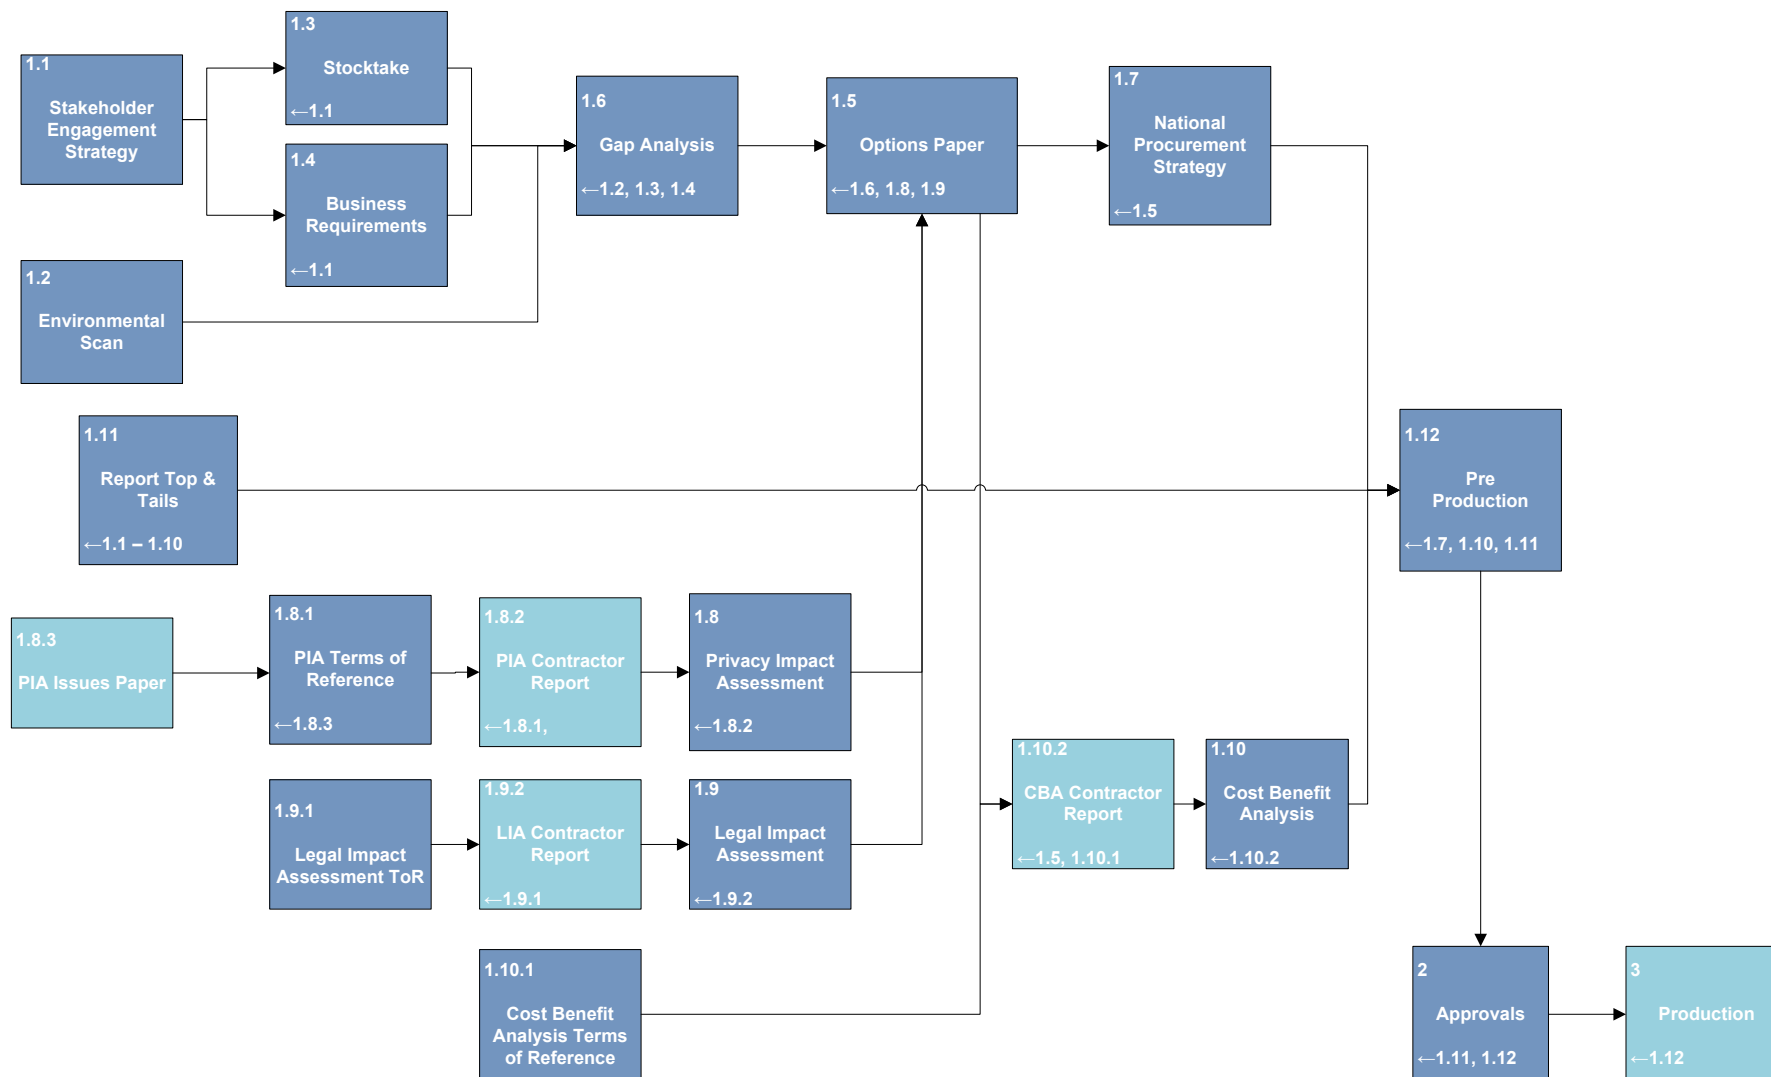 1.1
Stakeholder
Engagement
Strategy
1.3
Stocktake
←1.1
1.4
Business
Requirements
←1.1
1.2
Environmental
Scan
1.6
Gap Analysis
←1.2, 1.3, 1.4
1.5
Options Paper
←1.6, 1.8, 1.9
1.7
National
Procurement
Strategy
←1.5
1.11
Report Top &
Tails
←1.1 – 1.10
1.12
Pre
Production
←1.7, 1.10, 1.11
1.8.3
PIA Issues Paper
1.8.1
PIA Terms of
Reference
←1.8.3
1.8.2
PIA Contractor
Report
←1.8.1,
1.8
Privacy Impact
Assessment
←1.8.2
1.9.1
Legal Impact
Assessment ToR
1.9.2
LIA Contractor
Report
←1.9.1
1.9
Legal Impact
Assessment
←1.9.2
1.10.2
CBA Contractor
Report
←1.5, 1.10.1
1.10
Cost Benefit
Analysis
←1.10.2
1.10.1
Cost Benefit
Analysis Terms
of Reference
2
Approvals
←1.11, 1.12
3
Production
←1.12